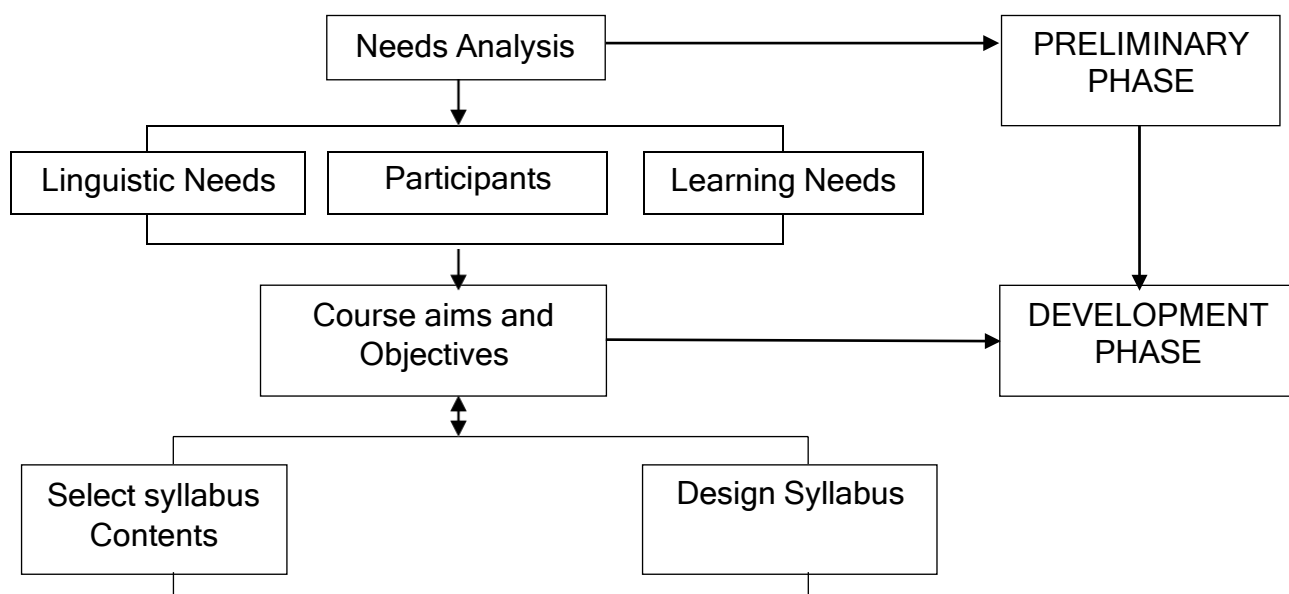 Needs Analysis
PRELIMINARY
PHASE
Linguistic Needs
Participants
Learning Needs
Course aims and
Objectives
DEVELOPMENT
PHASE
Select syllabus
Contents
Design Syllabus